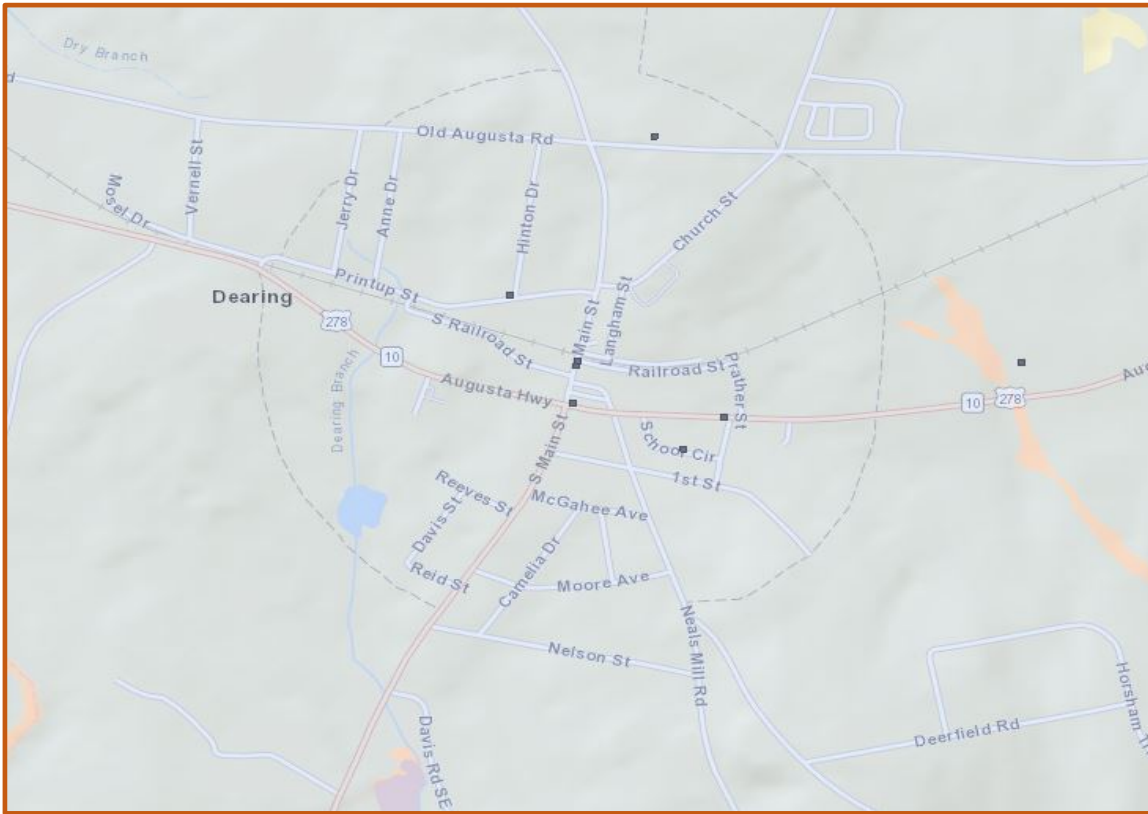 Dry Branch
d
Old Augusta Rd
Vernell St
Mosel Dr
Jerry Dr
Anne Dr
Hinton Dr
Church St
Printup St
Dearing
278
S Railroad St
Main St
Langham St
10
Railroad St
Prather St
Dearing Branch
Augusta Hwy
10
278
Au
S Main St
School Cir
1st St
Reeves St
McGahee Ave
Davis St
Reid St
Camelia Dr
Moore Ave
Neals Mill Rd
Nelson St
Davis Rd SE
Deerfield Rd
Horsham